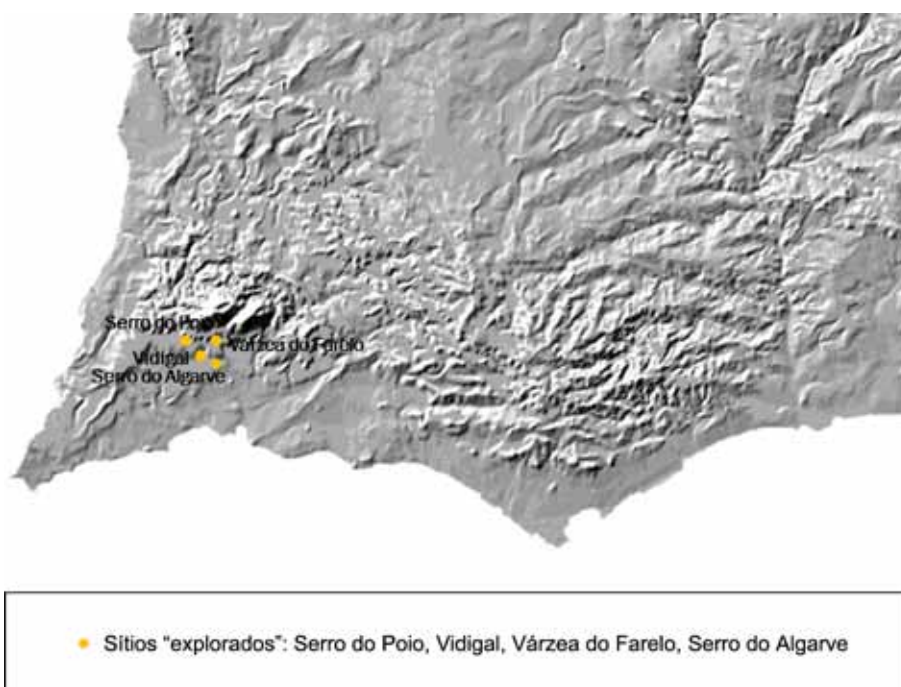 Serro do Poio
Várzea do Farelo
Vidigal
Serro do Algarve
Sítios “explorados”: Serro do Poio, Vidigal, Várzea do Farelo, Serro do Algarve